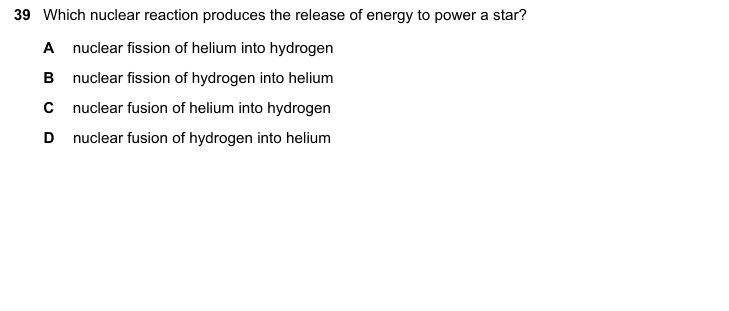 39 Which nuclear reaction produces the release of energy to power a star?
A nuclear fission of helium into hydrogen
B nuclear fission of hydrogen into helium
C nuclear fusion of helium into hydrogen
D nuclear fusion of hydrogen into helium